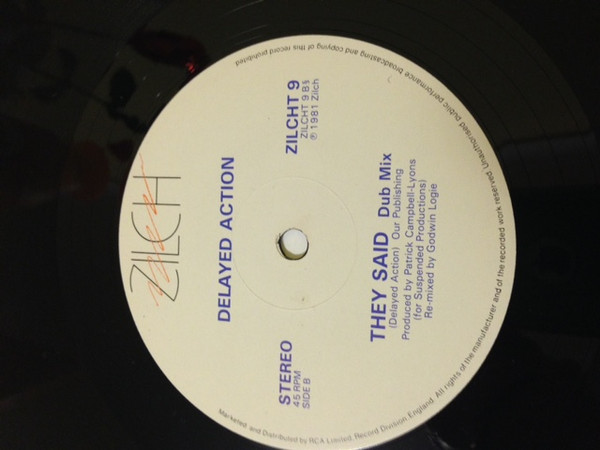 ZILCH
DELAYED ACTION
STEREO
45 RPM
SIDE B
ZILCHT 9
ZILCHT 9 B
℗ 1981 Zilch
THEY SAID Dub Mix
(Delayed Action) Our Publishing
Produced by Patrick Campbell-Lyons
(for Suspended Productions)
Re-mixed by Godwin Logie
Marketed and Distributed by RCA Limited, Record Division England. All rights of the manufacturer and of the recorded work reserved. Unauthorised public performance broadcasting and copying of this record prohibited